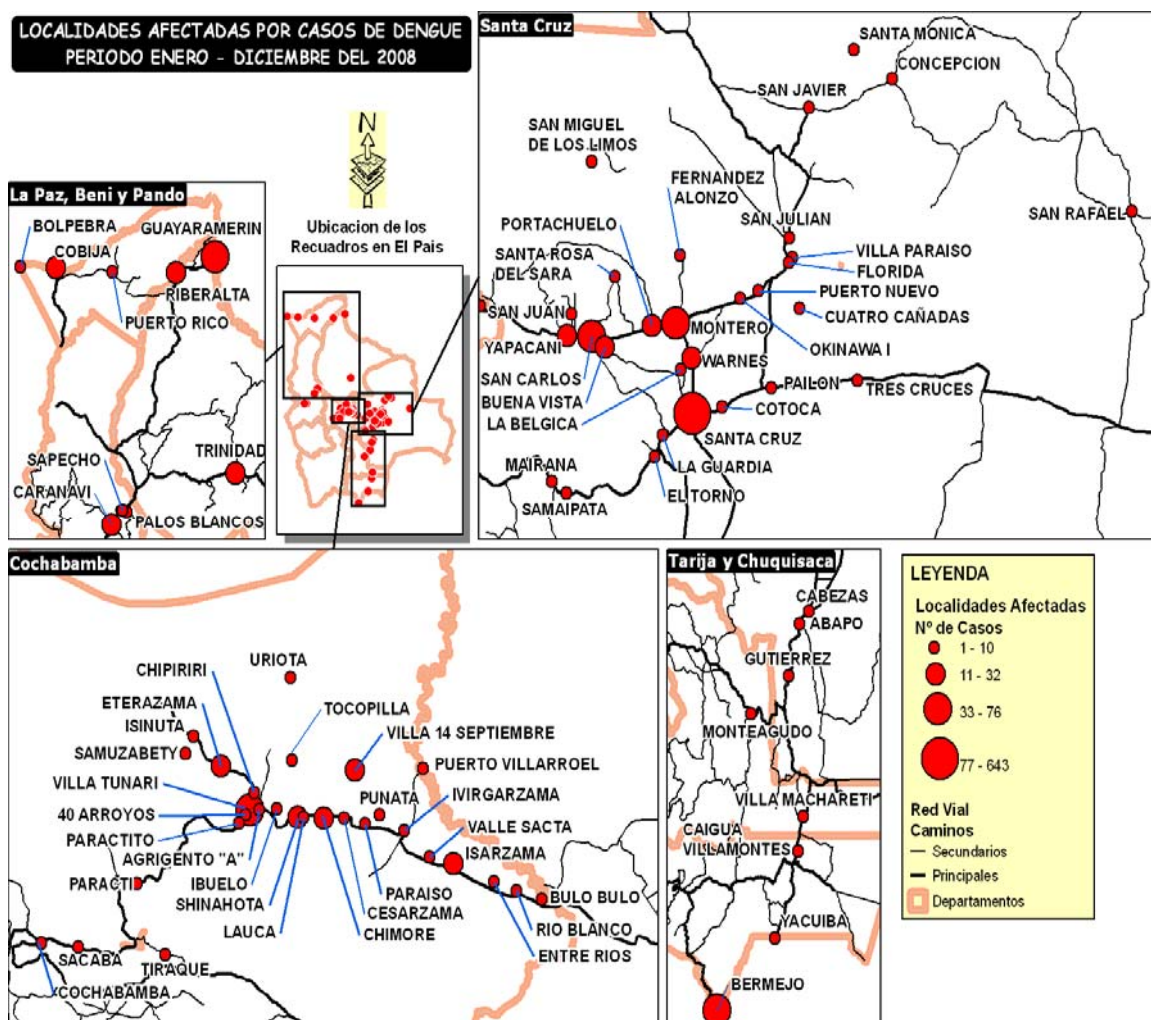 LOCALIDADES AFECTADAS POR CASOS DE DENGUE
PERIODO ENERO - DICIEMBRE DEL 2008
N
Ubicacion de los
Recuadros en El Pais
La Paz, Beni y Pando
BOLPEBRA
COBIJA
GUAYARAMERIN
RIBERALTA
PUERTO RICO
TRINIDAD
SAPECHO
CARANAVI
PALOS BLANCOS
Santa Cruz
SANTA MONICA
CONCEPCION
SAN JAVIER
SAN MIGUEL
DE LOS LIMOS
FERNANDEZ
ALONZO
PORTACHUELO
SAN JULIAN
SAN RAFAEL
SANTA ROSA
DEL SARA
VILLA PARAISO
FLORIDA
PUERTO NUEVO
SAN JUAN
CUATRO CAÑADAS
YAPACANI
MONTERO
OKINAWA I
WARNES
SAN CARLOS
PAILON
TRES CRUCES
BUENA VISTA
COTOCA
LA BELGICA
SANTA CRUZ
LA GUARDIA
MAIRANA
EL TORNO
SAMAIPATA
Cochabamba
URIOTA
CHIPIRIRI
ETERAZAMA
TOCOPILLA
ISINUTA
VILLA 14 SEPTIEMBRE
SAMUZABETY
PUERTO VILLARROEL
VILLA TUNARI
PUNATA
IVIRGARZAMA
40 ARROYOS
VALLE SACTA
PARACTITO
ISARZAMA
AGRIGENTO "A"
PARACTI
IBUELO
PARAISO
BULO BULO
SHINAHOTA
CESARZAMA
LAUCA
CHIMORE
RIO BLANCO
ENTRE RIOS
SACABA
TIRAQUE
COCHABAMBA
Tarija y Chuquisaca
CABEZAS
ABAPO
GUTIERREZ
MONTEAGUDO
VILLA MACHARETI
CAIGUA
VILLAMONTES
YACUIBA
BERMEJO
LEYENDA
Localidades Afectadas
Nº de Casos
1 - 10
11 - 32
33 - 76
77 - 643
Red Vial
Caminos
Secundarios
Principales
Departamentos